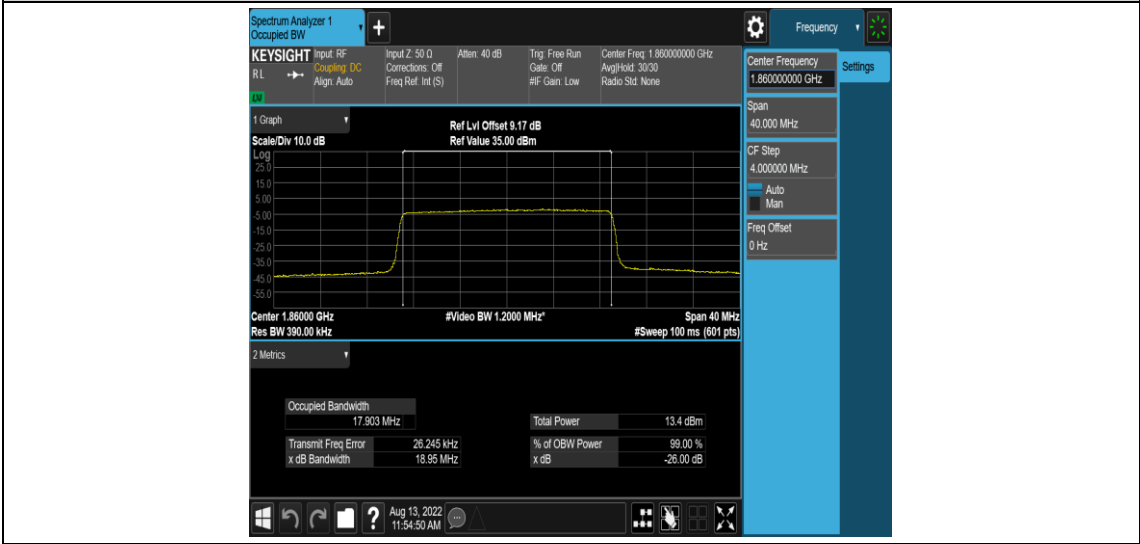 Spectrum Analyzer 1
Occupied BW
+
Frequency
KEYSIGHT
RL
LW
Input: RF
Coupling: DC
Align: Auto
Input Z: 50 Ω
Corrections: Off
Freq Ref: Int (S)
Atten: 40 dB
Trig: Free Run
Gate: Off
#IF Gain: Low
Center Freq: 1.860000000 GHz
Avg|Hold: 30/30
Radio Std: None
Center Frequency
1.860000000 GHz
Settings
Span
40.000 MHz
CF Step
4.000000 MHz
Auto
Man
Freq Offset
0 Hz
1 Graph
Scale/Div 10.0 dB
Ref Lvl Offset 9.17 dB
Ref Value 35.00 dBm
Log
25.0
15.0
5.00
-5.00
-15.0
-25.0
-35.0
-45.0
-55.0
Center 1.86000 GHz
#Video BW 1.2000 MHz*
Span 40 MHz
Res BW 390.00 kHz
#Sweep 100 ms (601 pts)
2 Metrics
Occupied Bandwidth
17.903 MHz
Total Power 13.4 dBm
Transmit Freq Error 26.245 kHz
% of OBW Power 99.00 %
x dB Bandwidth 18.95 MHz
x dB -26.00 dB
?
Aug 13, 2022
11:54:50 AM